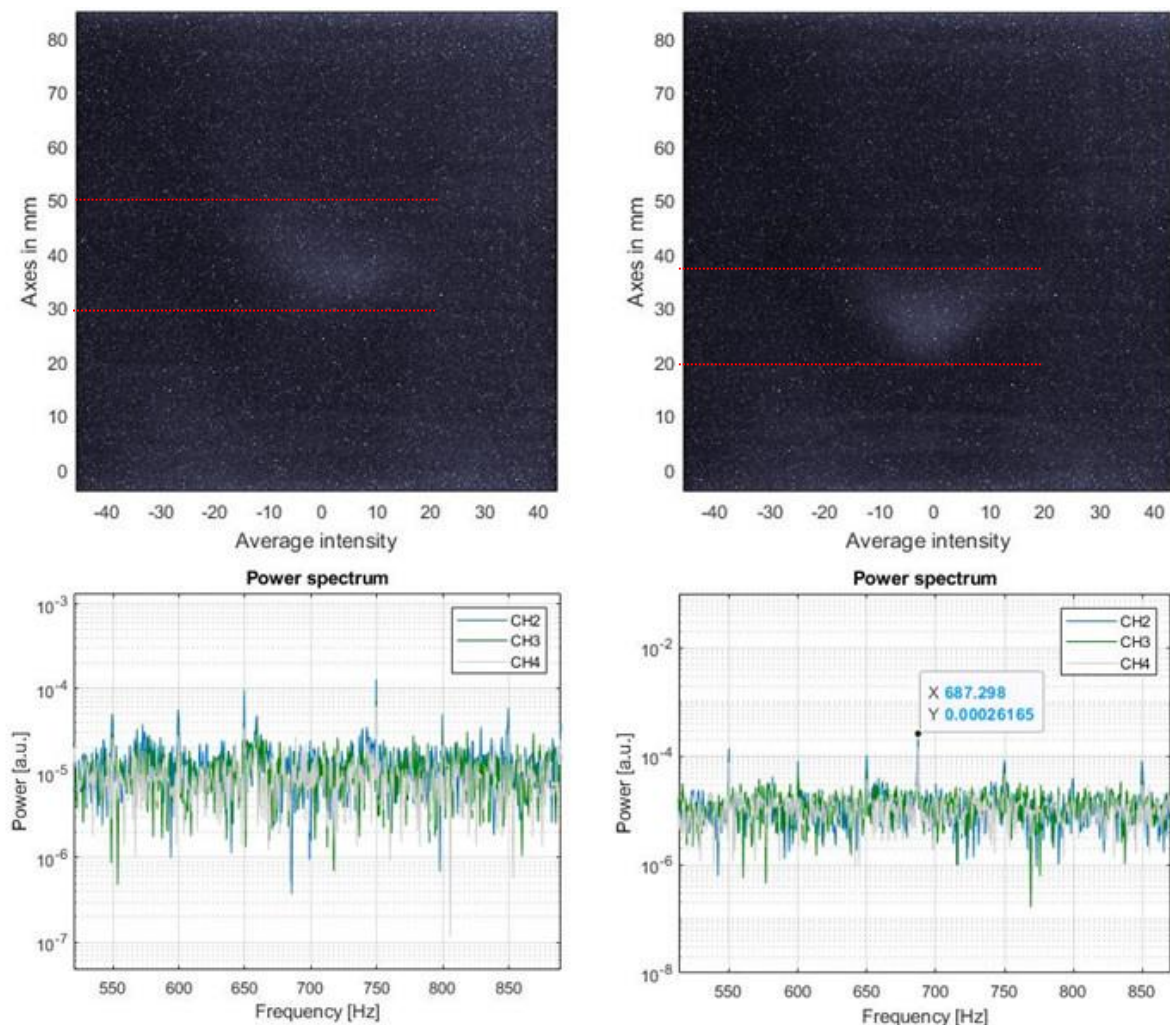 80
70
60
50
40
30
20
10
0
Axes in mm
-40 -30 -20 -10 0 10 20 30 40
Average intensity
80
70
60
50
40
30
20
10
0
Axes in mm
-40 -30 -20 -10 0 10 20 30 40
Average intensity
Power spectrum
10-3
10-4
10-5
10-6
10-7
Power [a.u.]
CH2
CH3
CH4
550 600 650 700 750 800 850
Frequency [Hz]
Power spectrum
10-2
10-4
10-6
10-8
Power [a.u.]
CH2
CH3
CH4
X 687.298
Y 0.00026165
550 600 650 700 750 800 850
Frequency [Hz]